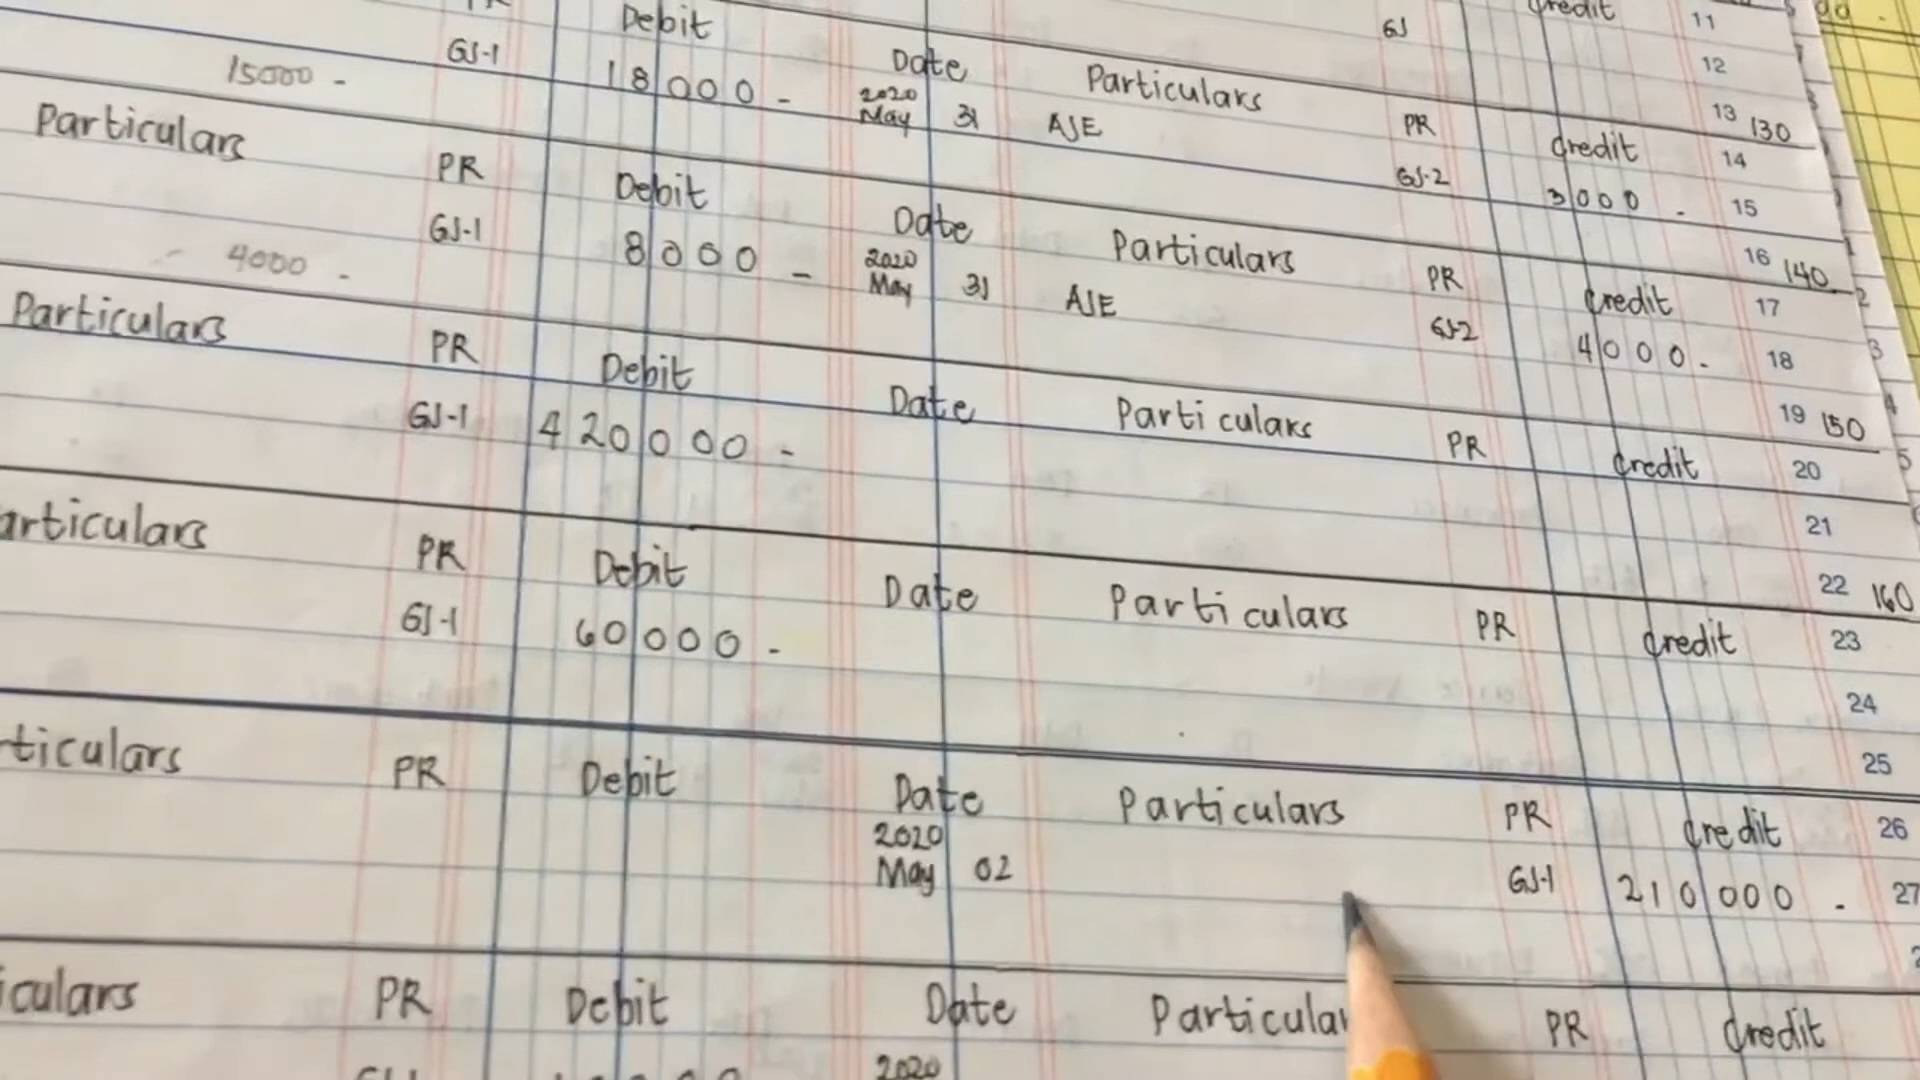 Debit Credit 11
GJ
GJ-1 18000 - Date Particulars 12
15000 - 2020 May 31 AJE PR 13 130
Particulars PR Debit Credit 14
GJ-2 3000 - 15
Date Particulars PR 16 140
GJ-1 8000 - 2020 May 31 AJE Credit 17
4000 - GJ-2 4000 - 18
Particulars PR Debit Date Particulars PR 19 150
Credit 20
GJ-1 420000 - 21
articulars PR Debit Date Particulars PR 22 160
Credit 23
GJ-1 60000 - 24
25
ticulars PR Debit Date Particulars PR Credit 26
2020
May 02 GJ-1 210000 - 27
iculars PR Debit Date Particular PR Credit
2020